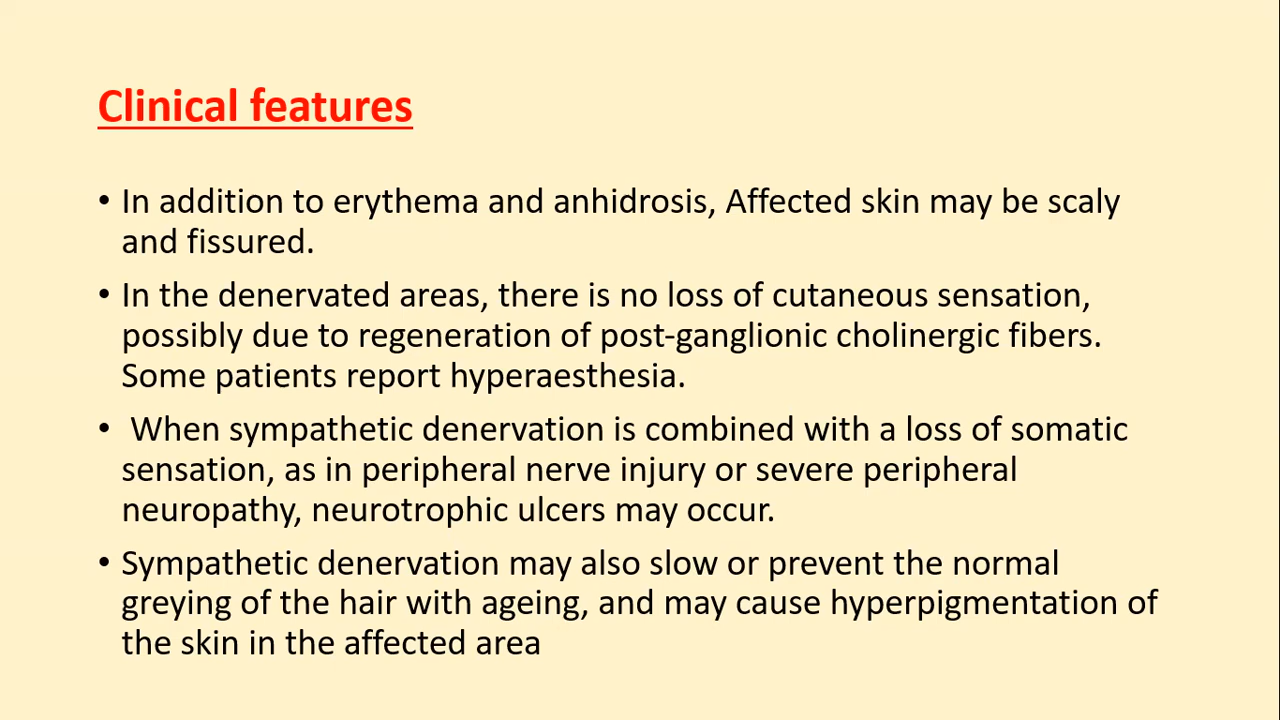 Clinical features
• In addition to erythema and anhidrosis, Affected skin may be scaly
and fissured.
• In the denervated areas, there is no loss of cutaneous sensation,
possibly due to regeneration of post-ganglionic cholinergic fibers.
Some patients report hyperaesthesia.
• When sympathetic denervation is combined with a loss of somatic
sensation, as in peripheral nerve injury or severe peripheral
neuropathy, neurotrophic ulcers may occur.
• Sympathetic denervation may also slow or prevent the normal
greying of the hair with ageing, and may cause hyperpigmentation of
the skin in the affected area